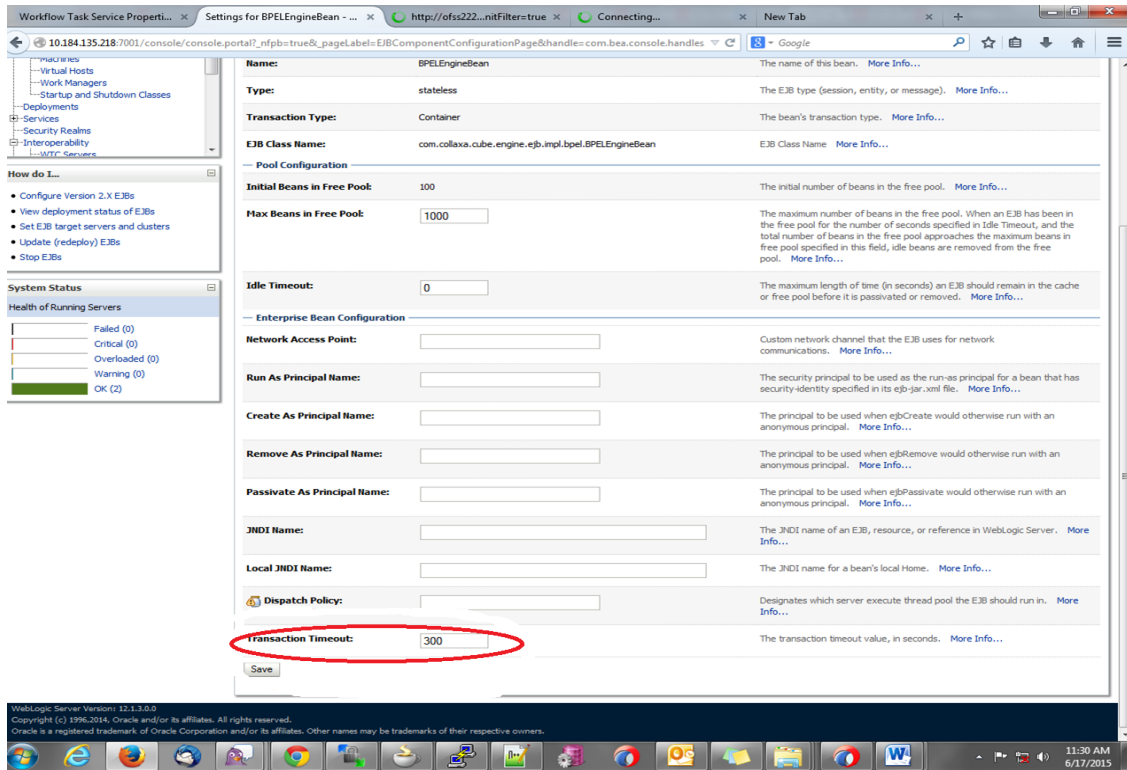 Workflow Task Service Properti... ×
Settings for BPELEngineBean - ... ×
http://ofss222...nitFilter=true ×
Connecting... ×
New Tab ×
10.184.135.218:7001/console/console.portal?_nfpb=true&_pageLabel=EJBComponentConfigurationPage&handle=com.bea.console.handles
Google
Machines
Virtual Hosts
Work Managers
Startup and Shutdown Classes
Deployments
Services
Security Realms
Interoperability
WTC Servers
How do I...
Configure Version 2.X EJBs
View deployment status of EJBs
Set EJB target servers and clusters
Update (redeploy) EJBs
Stop EJBs
System Status
Health of Running Servers
Failed (0)
Critical (0)
Overloaded (0)
Warning (0)
OK (2)
Name: BPELEngineBean The name of this bean. More Info...
Type: stateless The EJB type (session, entity, or message). More Info...
Transaction Type: Container The bean's transaction type. More Info...
EJB Class Name: com.collaxa.cube.engine.ejb.impl.bpel.BPELEngineBean EJB Class Name More Info...
Pool Configuration
Initial Beans in Free Pool: 100 The initial number of beans in the free pool. More Info...
Max Beans in Free Pool: 1000 The maximum number of beans in the free pool. When an EJB has been in
the free pool for the number of seconds specified in Idle Timeout, and the
total number of beans in the free pool approaches the maximum beans in
free pool specified in this field, idle beans are removed from the free
pool. More Info...
Idle Timeout: 0 The maximum length of time (in seconds) an EJB should remain in the cache
or free pool before it is passivated or removed. More Info...
Enterprise Bean Configuration
Network Access Point: Custom network channel that the EJB uses for network
communications. More Info...
Run As Principal Name: The security principal to be used as the run-as principal for a bean that has
security-identity specified in its ejb-jar.xml file. More Info...
Create As Principal Name: The principal to be used when ejbCreate would otherwise run with an
anonymous principal. More Info...
Remove As Principal Name: The principal to be used when ejbRemove would otherwise run with an
anonymous principal. More Info...
Passivate As Principal Name: The principal to be used when ejbPassivate would otherwise run with an
anonymous principal. More Info...
JNDI Name: The JNDI name of an EJB, resource, or reference in WebLogic Server. More
Info...
Local JNDI Name: The JNDI name for a bean's local Home. More Info...
Dispatch Policy: Designates which server execute thread pool the EJB should run in. More
Info...
Transaction Timeout: 300 The transaction timeout value, in seconds. More Info...
Save
WebLogic Server Version: 12.1.3.0.0
Copyright (c) 1996,2014, Oracle and/or its affiliates. All rights reserved.
Oracle is a registered trademark of Oracle Corporation and/or its affiliates. Other names may be trademarks of their respective owners.
11:30 AM
6/17/2015